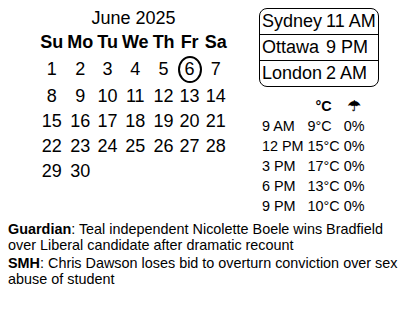 June 2025
Su Mo Tu We Th Fr Sa
1 2 3 4 5 6 7
8 9 10 11 12 13 14
15 16 17 18 19 20 21
22 23 24 25 26 27 28
29 30
Sydney 11 AM
Ottawa 9 PM
London 2 AM
°C ☂
9 AM 9°C 0%
12 PM 15°C 0%
3 PM 17°C 0%
6 PM 13°C 0%
9 PM 10°C 0%
Guardian: Teal independent Nicolette Boele wins Bradfield
over Liberal candidate after dramatic recount
SMH: Chris Dawson loses bid to overturn conviction over sex
abuse of student